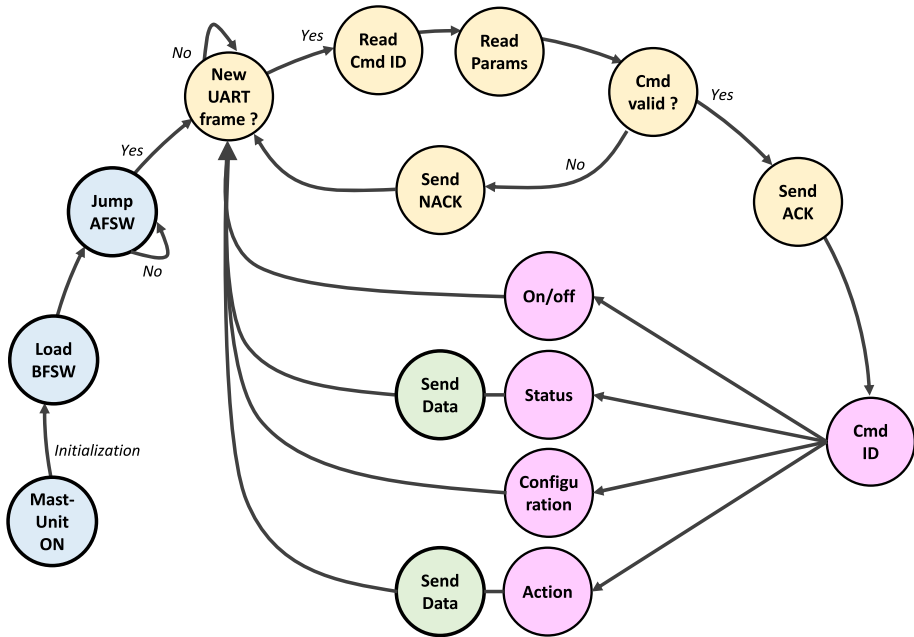 No
New
UART
frame ?
Yes
Read
Cmd ID
Read
Params
Cmd
valid ?
Yes
No
Send
NACK
Send
ACK
Yes
Jump
AFSW
No
Load
BFSW
Initialization
Mast-
Unit
ON
On/off
Send
Data
Status
Cmd
ID
Configu
ration
Send
Data
Action